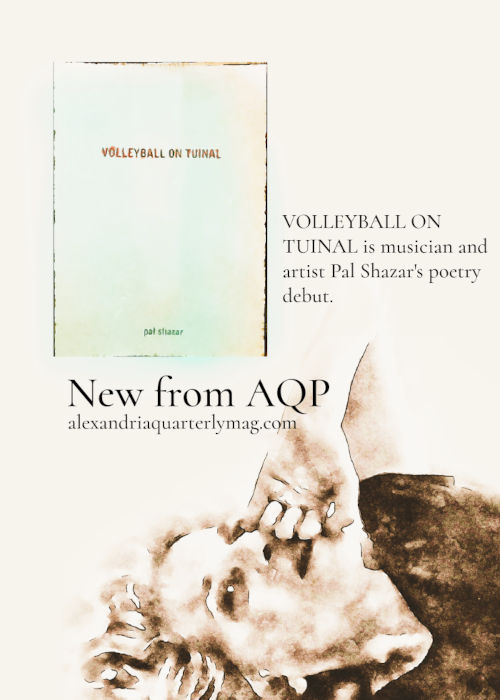 VOLLEYBALL ON TUINAL
pal shazar
VOLLEYBALL ON
TUINAL is musician and
artist Pal Shazar's poetry
debut.
New from AQP
alexandriaquarterlymag.com